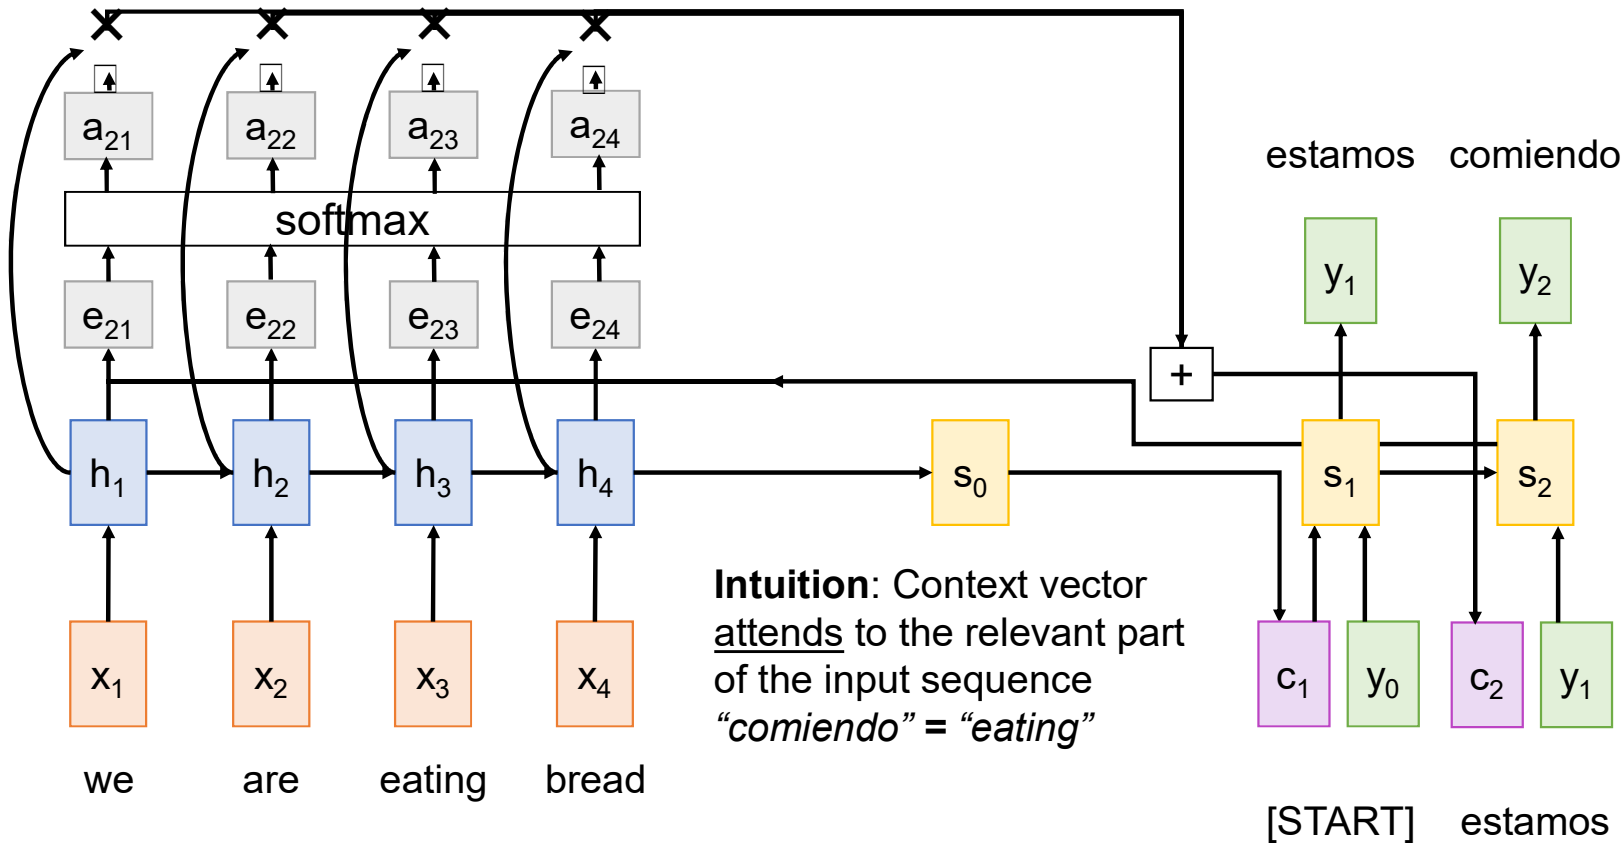 a21 a22 a23 a24
estamos comiendo
softmax
y1 y2
e21 e22 e23 e24
+
h1 h2 h3 h4 s0 s1 s2
Intuition: Context vector
attends to the relevant part
of the input sequence
“comiendo” = “eating”
x1 x2 x3 x4 c1 y0 c2 y1
we are eating bread
[START] estamos